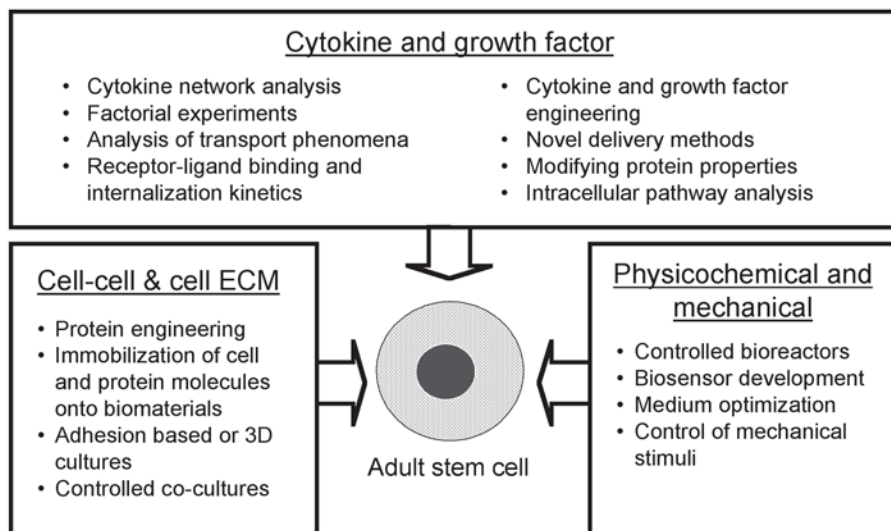 Cytokine and growth factor
• Cytokine network analysis
• Factorial experiments
• Analysis of transport phenomena
• Receptor-ligand binding and
internalization kinetics
• Cytokine and growth factor
engineering
• Novel delivery methods
• Modifying protein properties
• Intracellular pathway analysis
Cell-cell & cell ECM
• Protein engineering
• Immobilization of cell
and protein molecules
onto biomaterials
• Adhesion based or 3D
cultures
• Controlled co-cultures
Adult stem cell
Physicochemical and
mechanical
• Controlled bioreactors
• Biosensor development
• Medium optimization
• Control of mechanical
stimuli